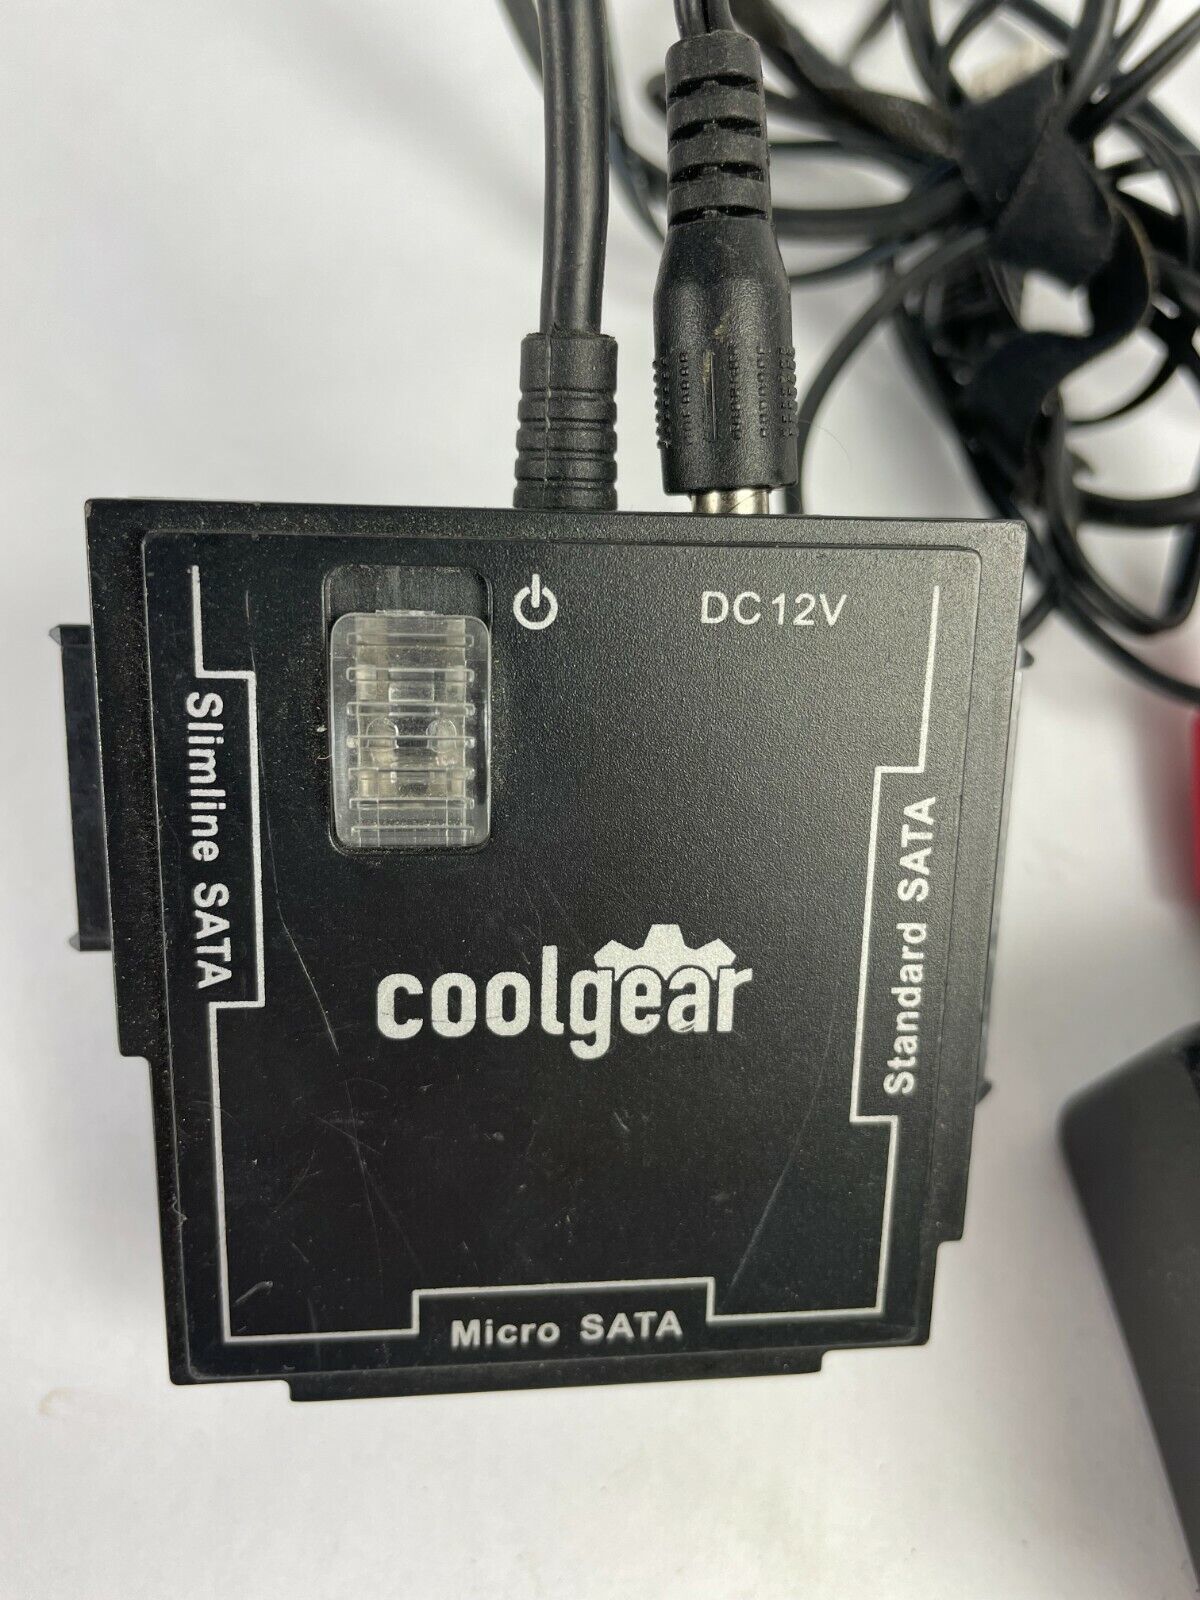 DC12V
Slimline SATA
Standard SATA
coolgear
Micro SATA